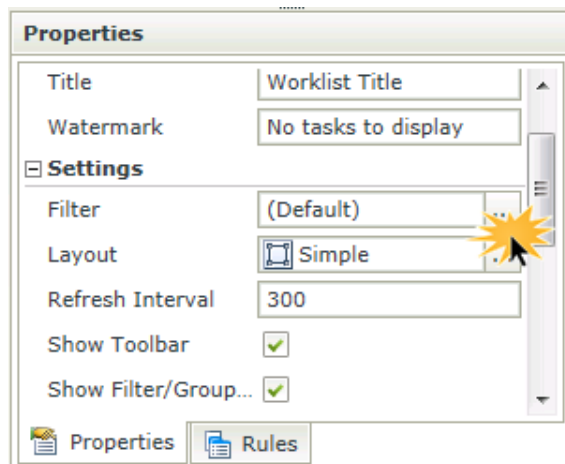 Properties
Title Worklist Title
Watermark No tasks to display
Settings
Filter (Default) ...
Layout Simple
Refresh Interval 300
Show Toolbar
Show Filter/Group...
Properties Rules